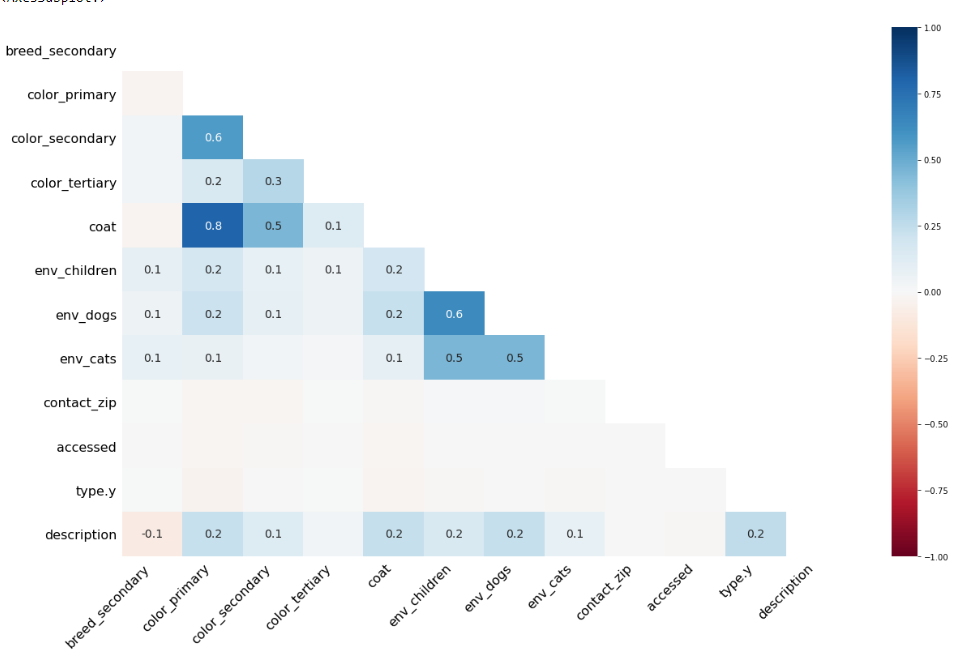 breed_secondary
color_primary
color_secondary 0.6
color_tertiary 0.2 0.3
coat 0.8 0.5 0.1
env_children 0.1 0.2 0.1 0.1 0.2
env_dogs 0.1 0.2 0.1 0.2 0.6
env_cats 0.1 0.1 0.1 0.5 0.5
contact_zip
accessed
type.y
description -0.1 0.2 0.1 0.2 0.2 0.2 0.1 0.2
breed_secondary color_primary color_secondary color_tertiary coat env_children env_dogs env_cats contact_zip accessed type.y description
1.00
0.75
0.50
0.25
0.00
−0.25
−0.50
−0.75
−1.00